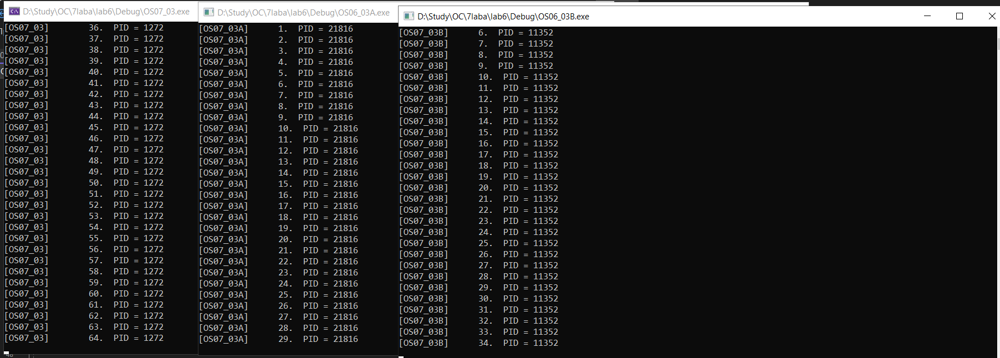 D:\Study\OC\7laba\lab6\Debug\OS07_03.exe
[OS07_03] 36. PID = 1272
[OS07_03] 37. PID = 1272
[OS07_03] 38. PID = 1272
[OS07_03] 39. PID = 1272
[OS07_03] 40. PID = 1272
[OS07_03] 41. PID = 1272
[OS07_03] 42. PID = 1272
[OS07_03] 43. PID = 1272
[OS07_03] 44. PID = 1272
[OS07_03] 45. PID = 1272
[OS07_03] 46. PID = 1272
[OS07_03] 47. PID = 1272
[OS07_03] 48. PID = 1272
[OS07_03] 49. PID = 1272
[OS07_03] 50. PID = 1272
[OS07_03] 51. PID = 1272
[OS07_03] 52. PID = 1272
[OS07_03] 53. PID = 1272
[OS07_03] 54. PID = 1272
[OS07_03] 55. PID = 1272
[OS07_03] 56. PID = 1272
[OS07_03] 57. PID = 1272
[OS07_03] 58. PID = 1272
[OS07_03] 59. PID = 1272
[OS07_03] 60. PID = 1272
[OS07_03] 61. PID = 1272
[OS07_03] 62. PID = 1272
[OS07_03] 63. PID = 1272
[OS07_03] 64. PID = 1272
D:\Study\OC\7laba\lab6\Debug\OS06_03A.exe
[OS07_03A] 1. PID = 21816
[OS07_03A] 2. PID = 21816
[OS07_03A] 3. PID = 21816
[OS07_03A] 4. PID = 21816
[OS07_03A] 5. PID = 21816
[OS07_03A] 6. PID = 21816
[OS07_03A] 7. PID = 21816
[OS07_03A] 8. PID = 21816
[OS07_03A] 9. PID = 21816
[OS07_03A] 10. PID = 21816
[OS07_03A] 11. PID = 21816
[OS07_03A] 12. PID = 21816
[OS07_03A] 13. PID = 21816
[OS07_03A] 14. PID = 21816
[OS07_03A] 15. PID = 21816
[OS07_03A] 16. PID = 21816
[OS07_03A] 17. PID = 21816
[OS07_03A] 18. PID = 21816
[OS07_03A] 19. PID = 21816
[OS07_03A] 20. PID = 21816
[OS07_03A] 21. PID = 21816
[OS07_03A] 22. PID = 21816
[OS07_03A] 23. PID = 21816
[OS07_03A] 24. PID = 21816
[OS07_03A] 25. PID = 21816
[OS07_03A] 26. PID = 21816
[OS07_03A] 27. PID = 21816
[OS07_03A] 28. PID = 21816
[OS07_03A] 29. PID = 21816
D:\Study\OC\7laba\lab6\Debug\OS06_03B.exe
[OS07_03B] 6. PID = 11352
[OS07_03B] 7. PID = 11352
[OS07_03B] 8. PID = 11352
[OS07_03B] 9. PID = 11352
[OS07_03B] 10. PID = 11352
[OS07_03B] 11. PID = 11352
[OS07_03B] 12. PID = 11352
[OS07_03B] 13. PID = 11352
[OS07_03B] 14. PID = 11352
[OS07_03B] 15. PID = 11352
[OS07_03B] 16. PID = 11352
[OS07_03B] 17. PID = 11352
[OS07_03B] 18. PID = 11352
[OS07_03B] 19. PID = 11352
[OS07_03B] 20. PID = 11352
[OS07_03B] 21. PID = 11352
[OS07_03B] 22. PID = 11352
[OS07_03B] 23. PID = 11352
[OS07_03B] 24. PID = 11352
[OS07_03B] 25. PID = 11352
[OS07_03B] 26. PID = 11352
[OS07_03B] 27. PID = 11352
[OS07_03B] 28. PID = 11352
[OS07_03B] 29. PID = 11352
[OS07_03B] 30. PID = 11352
[OS07_03B] 31. PID = 11352
[OS07_03B] 32. PID = 11352
[OS07_03B] 33. PID = 11352
[OS07_03B] 34. PID = 11352